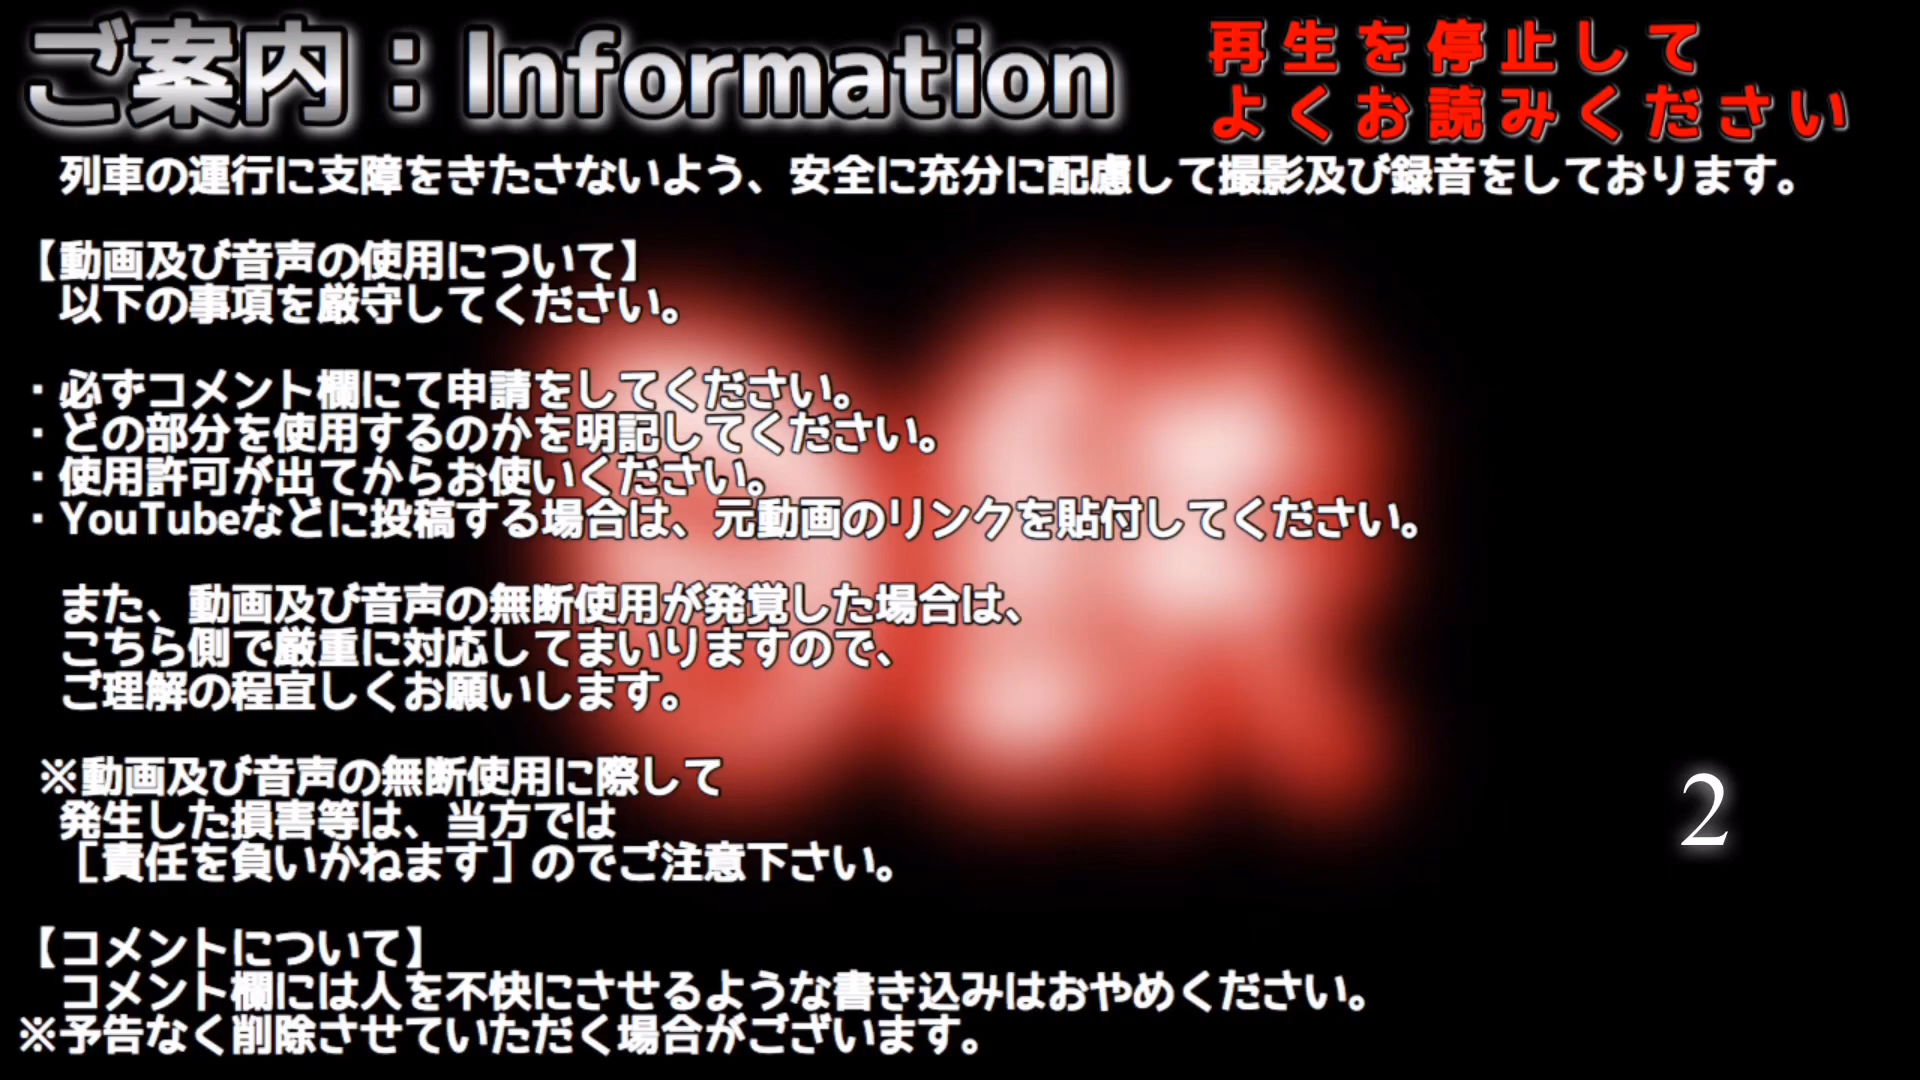 ご案内：Information
再生を停止して
よくお読みください
列車の運行に支障をきたさないよう、安全に充分に配慮して撮影及び録音をしております。
【動画及び音声の使用について】
以下の事項を厳守してください。
・必ずコメント欄にて申請をしてください。
・どの部分を使用するのかを明記してください。
・使用許可が出てからお使いください。
・YouTubeなどに投稿する場合は、元動画のリンクを貼付してください。
また、動画及び音声の無断使用が発覚した場合は、
こちら側で厳重に対応してまいりますので、
ご理解の程宜しくお願いします。
※動画及び音声の無断使用に際して
発生した損害等は、当方では
［責任を負いかねます］のでご注意下さい。
2
【コメントについて】
コメント欄には人を不快にさせるような書き込みはおやめください。
※予告なく削除させていただく場合がございます。